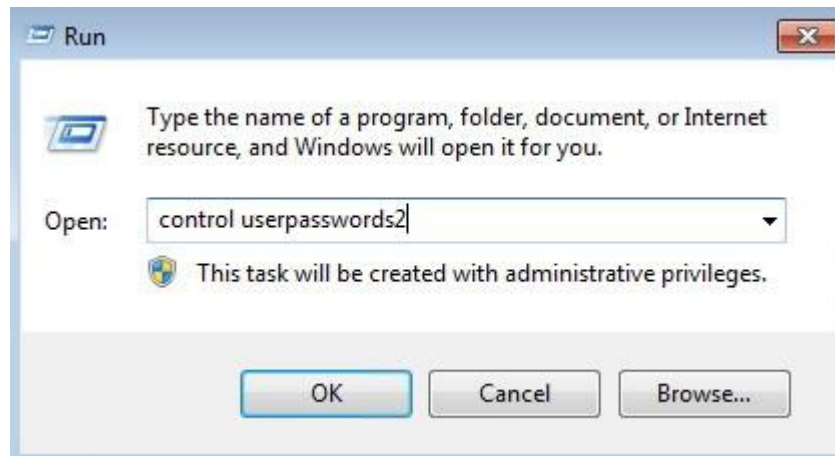 Run
Type the name of a program, folder, document, or Internet
resource, and Windows will open it for you.
Open: control userpasswords2
This task will be created with administrative privileges.
OK Cancel Browse...